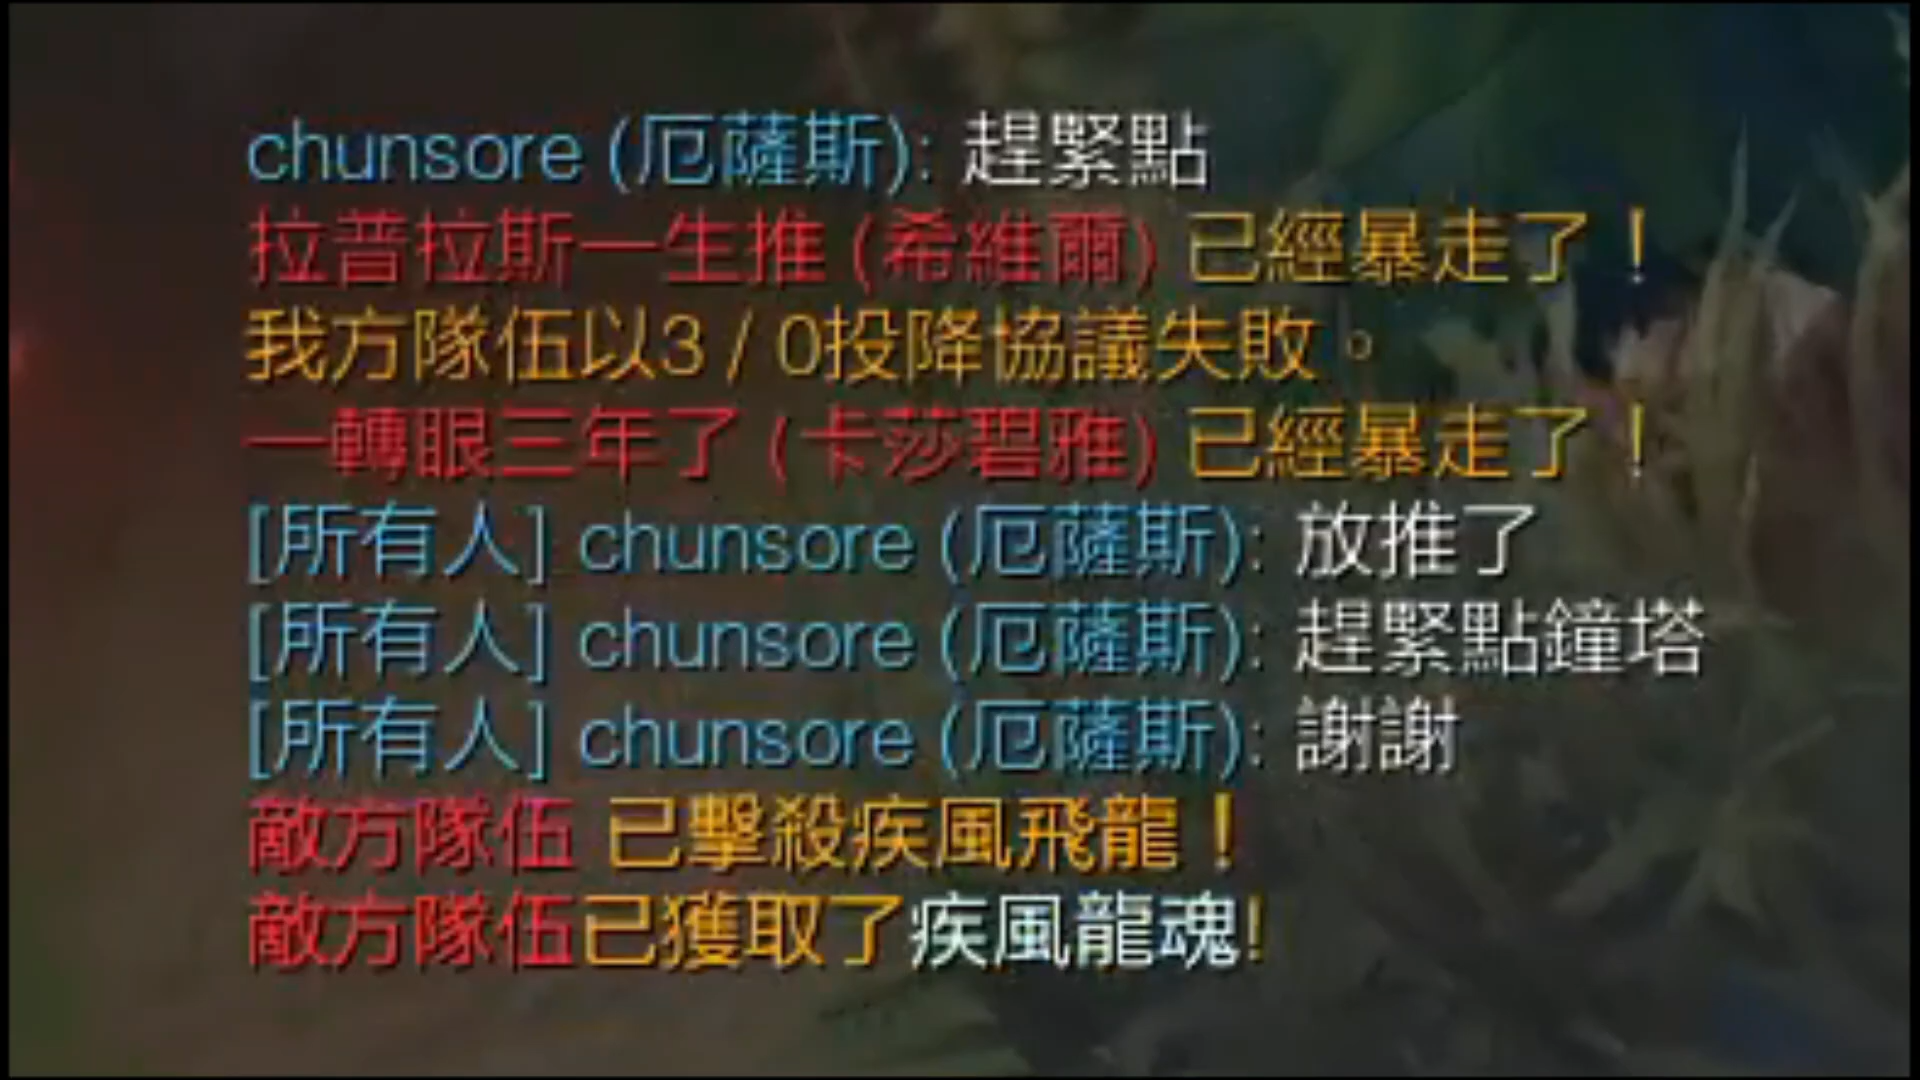 chunsore (厄薩斯): 趕緊點
拉普拉斯一生推 (希維爾) 已經暴走了！
我方隊伍以3 / 0投降協議失敗。
一轉眼三年了 (卡莎碧雅) 已經暴走了！
[所有人] chunsore (厄薩斯): 放推了
[所有人] chunsore (厄薩斯): 趕緊點鐘塔
[所有人] chunsore (厄薩斯): 謝謝
敵方隊伍 已擊殺疾風飛龍！
敵方隊伍已獲取了疾風龍魂!